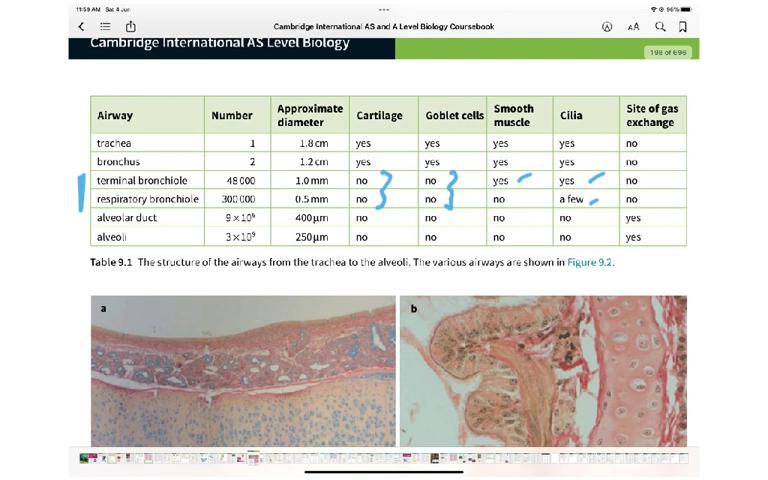 11:59 AM Sat 4 Jun
96%
Cambridge International AS and A Level Biology Coursebook
AA
Cambridge International AS Level Biology
198 of 696
Airway Number Approximate diameter Cartilage Goblet cells Smooth muscle Cilia Site of gas exchange
trachea 1 1.8 cm yes yes yes yes no
bronchus 2 1.2 cm yes yes yes yes no
terminal bronchiole 48 000 1.0 mm no no yes yes no
respiratory bronchiole 300 000 0.5 mm no no no a few no
alveolar duct 9 × 10⁶ 400 µm no no no no yes
alveoli 3 × 10⁹ 250 µm no no no no yes
Table 9.1 The structure of the airways from the trachea to the alveoli. The various airways are shown in Figure 9.2.
a
b